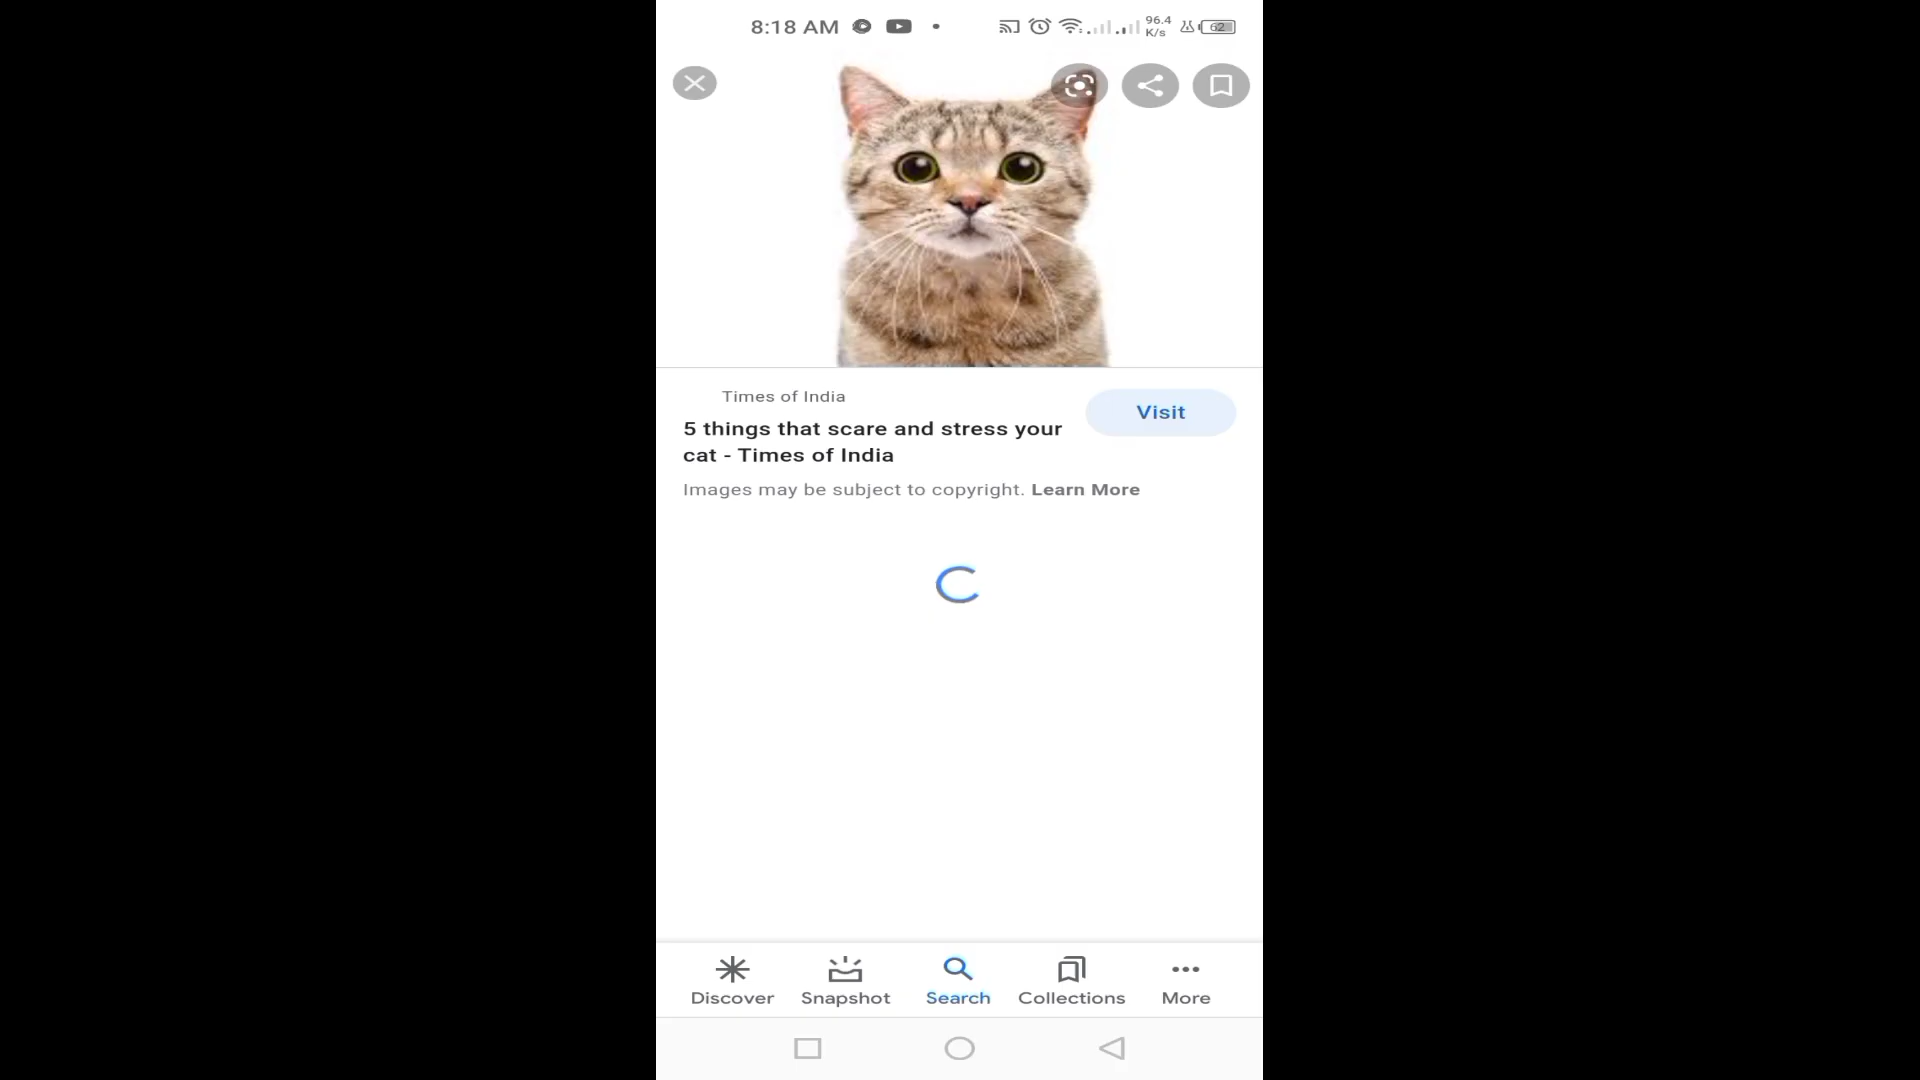 8:18 AM
96.4
K/s
62
Times of India
Visit
5 things that scare and stress your
cat - Times of India
Images may be subject to copyright. Learn More
Discover
Snapshot
Search
Collections
More